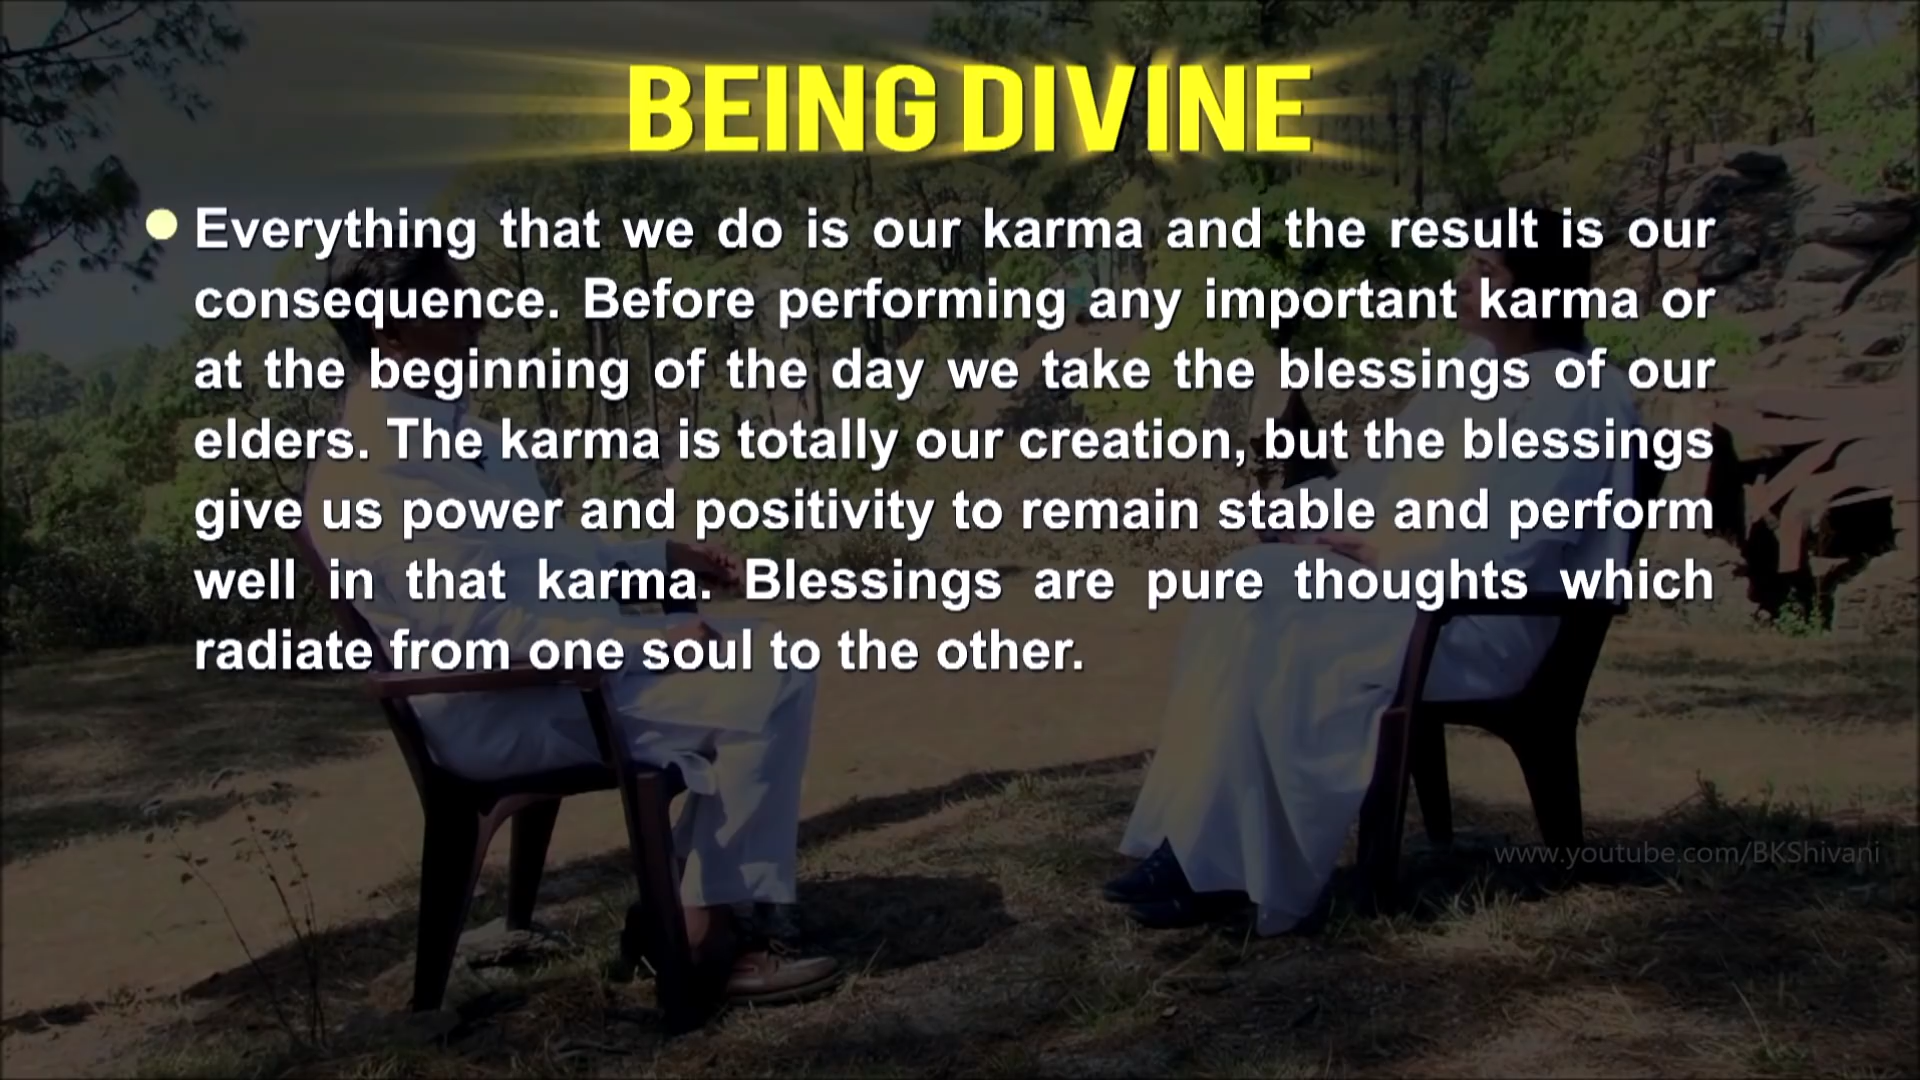 BEING DIVINE
Everything that we do is our karma and the result is our
consequence. Before performing any important karma or
at the beginning of the day we take the blessings of our
elders. The karma is totally our creation, but the blessings
give us power and positivity to remain stable and perform
well in that karma. Blessings are pure thoughts which
radiate from one soul to the other.
www.youtube.com/BKShivani